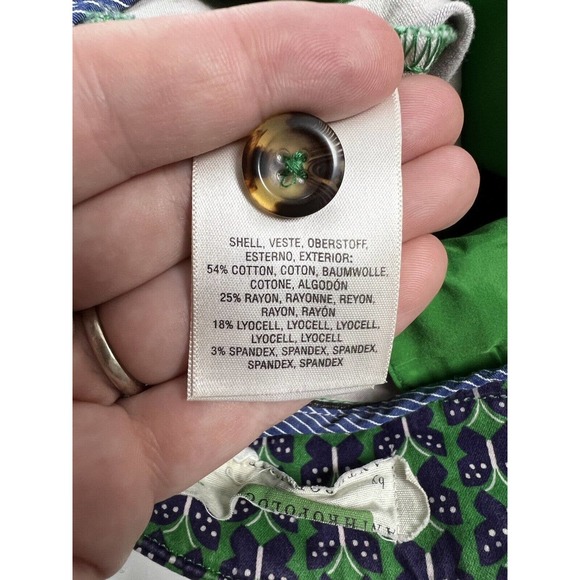 SHELL, VESTE, OBERSTOFF,
ESTERNO, EXTERIOR:
54% COTTON, COTON, BAUMWOLLE,
COTONE, ALGODÓN
25% RAYON, RAYONNE, REYON,
RAYON, RAYÓN
18% LYOCELL, LYOCELL, LYOCELL,
LYOCELL, LYOCELL
3% SPANDEX, SPANDEX, SPANDEX,
SPANDEX, SPANDEX
by